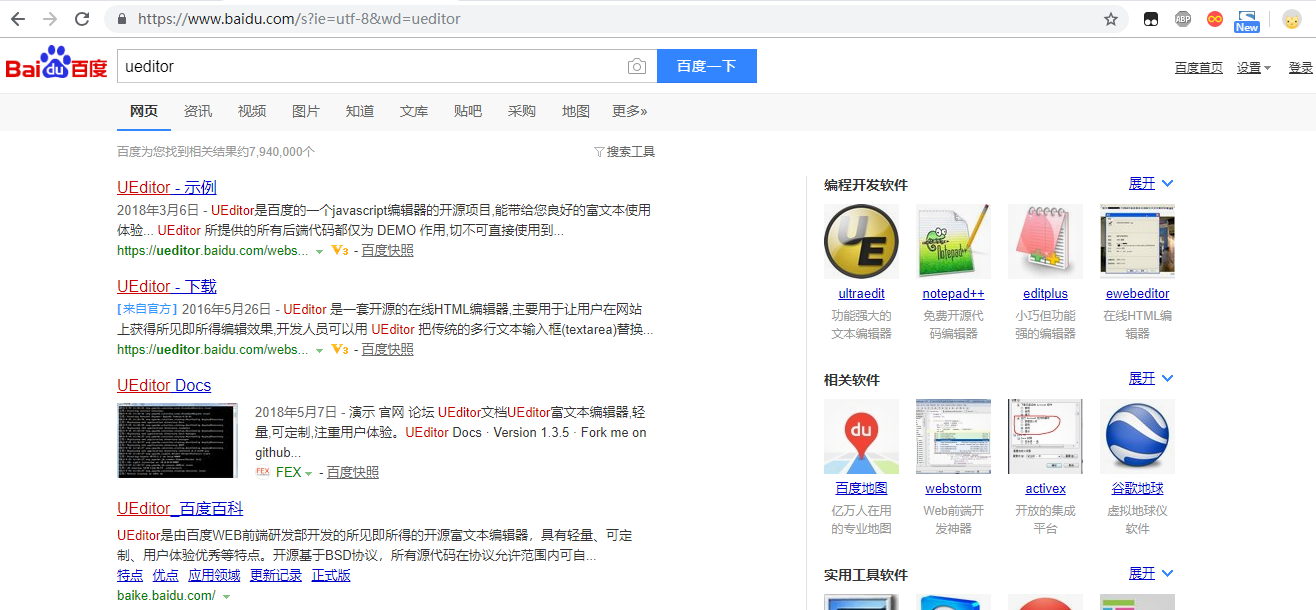 https://www.baidu.com/s?ie=utf-8&wd=ueditor
ABP
New
Bai du 百度
ueditor
百度一下
百度首页 设置 登录
网页 资讯 视频 图片 知道 文库 贴吧 采购 地图 更多»
百度为您找到相关结果约7,940,000个
搜索工具
UEditor - 示例
2018年3月6日 - UEditor是百度的一个javascript编辑器的开源项目,能带给您良好的富文本使用
体验... UEditor 所提供的所有后端代码都仅为 DEMO 作用,切不可直接使用到...
https://ueditor.baidu.com/webs... V3 - 百度快照
UEditor - 下载
[来自官方] 2016年5月26日 - UEditor 是一套开源的在线HTML编辑器,主要用于让用户在网站
上获得所见即所得编辑效果,开发人员可以用 UEditor 把传统的多行文本输入框(textarea)替换...
https://ueditor.baidu.com/webs... V3 - 百度快照
UEditor Docs
2018年5月7日 - 演示 官网 论坛 UEditor文档UEditor富文本编辑器,轻
量,可定制,注重用户体验。UEditor Docs · Version 1.3.5 · Fork me on
github...
FEX FEX - 百度快照
UEditor_百度百科
UEditor是由百度WEB前端研发部开发的所见即所得的开源富文本编辑器，具有轻量、可定
制、用户体验优秀等特点。开源基于BSD协议，所有源代码在协议允许范围内可自...
特点 优点 应用领域 更新记录 正式版
baike.baidu.com/
编程开发软件 展开
UE
Notepad++
ultraedit notepad++ editplus ewebeditor
功能强大的 免费开源代 小巧但功能 在线HTML编
文本编辑器 码编辑器 强的编辑器 辑器
相关软件 展开
du
百度地图 webstorm activex 谷歌地球
亿万人在用 Web前端开 开放的集成 虚拟地球仪
的专业地图 发神器 平台 软件
实用工具软件 展开